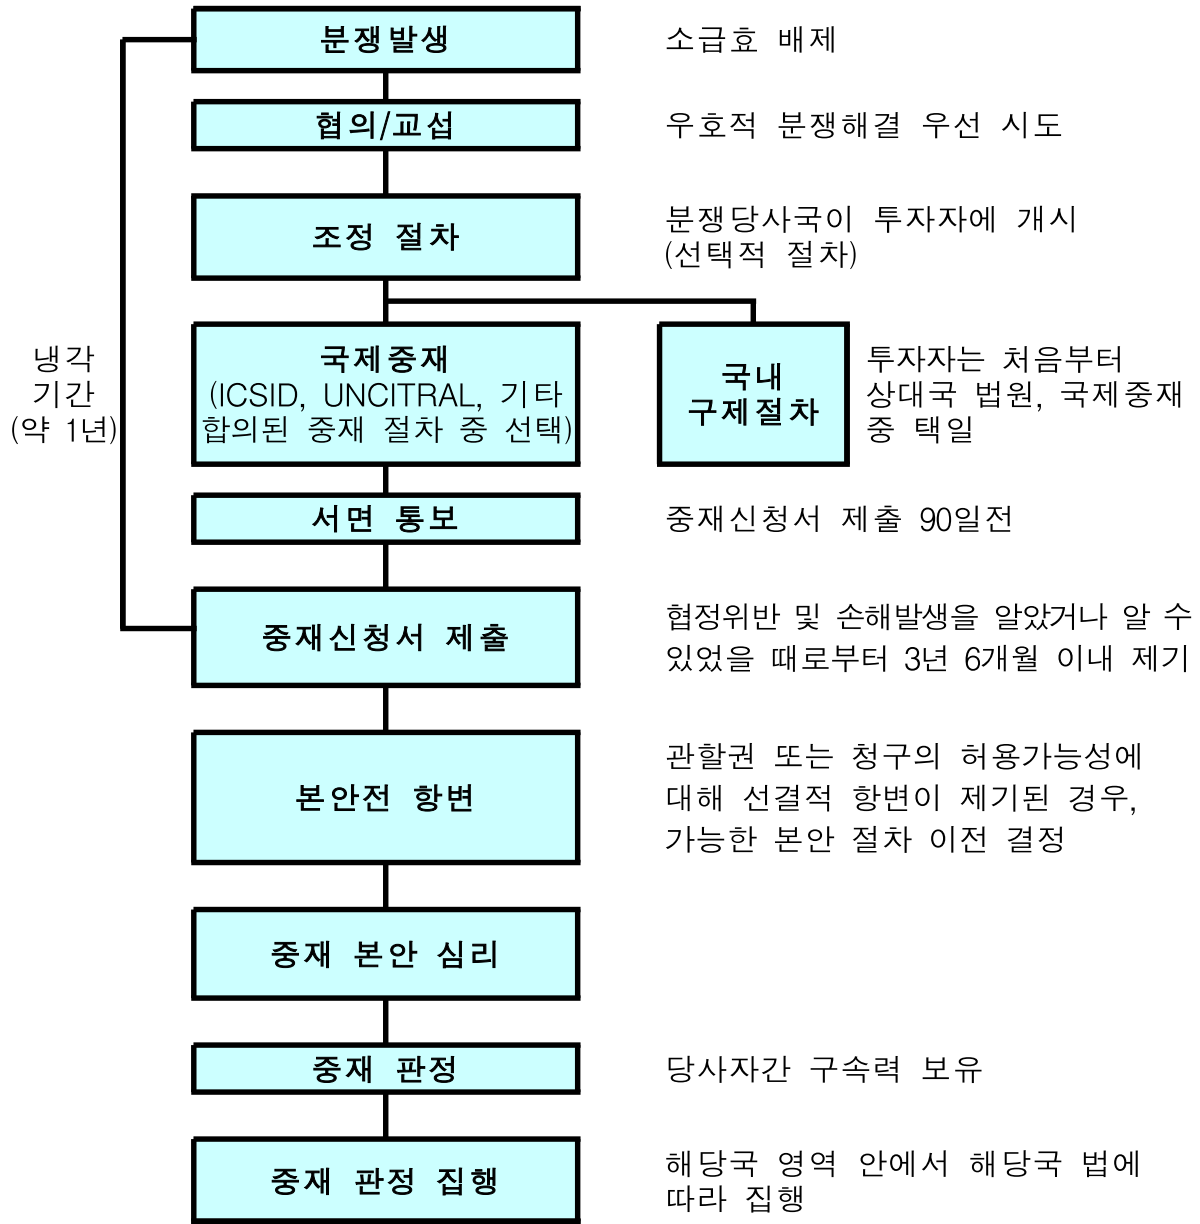 분쟁발생
소급효 배제
협의/교섭
우호적 분쟁해결 우선 시도
조정 절차
분쟁당사국이 투자자에 개시
(선택적 절차)
냉각
기간
(약 1년)
국제중재
(ICSID, UNCITRAL, 기타
합의된 중재 절차 중 선택)
국내
구제절차
투자자는 처음부터
상대국 법원, 국제중재
중 택일
서면 통보
중재신청서 제출 90일전
중재신청서 제출
협정위반 및 손해발생을 알았거나 알 수
있었을 때로부터 3년 6개월 이내 제기
본안전 항변
관할권 또는 청구의 허용가능성에
대해 선결적 항변이 제기된 경우,
가능한 본안 절차 이전 결정
중재 본안 심리
중재 판정
당사자간 구속력 보유
중재 판정 집행
해당국 영역 안에서 해당국 법에
따라 집행